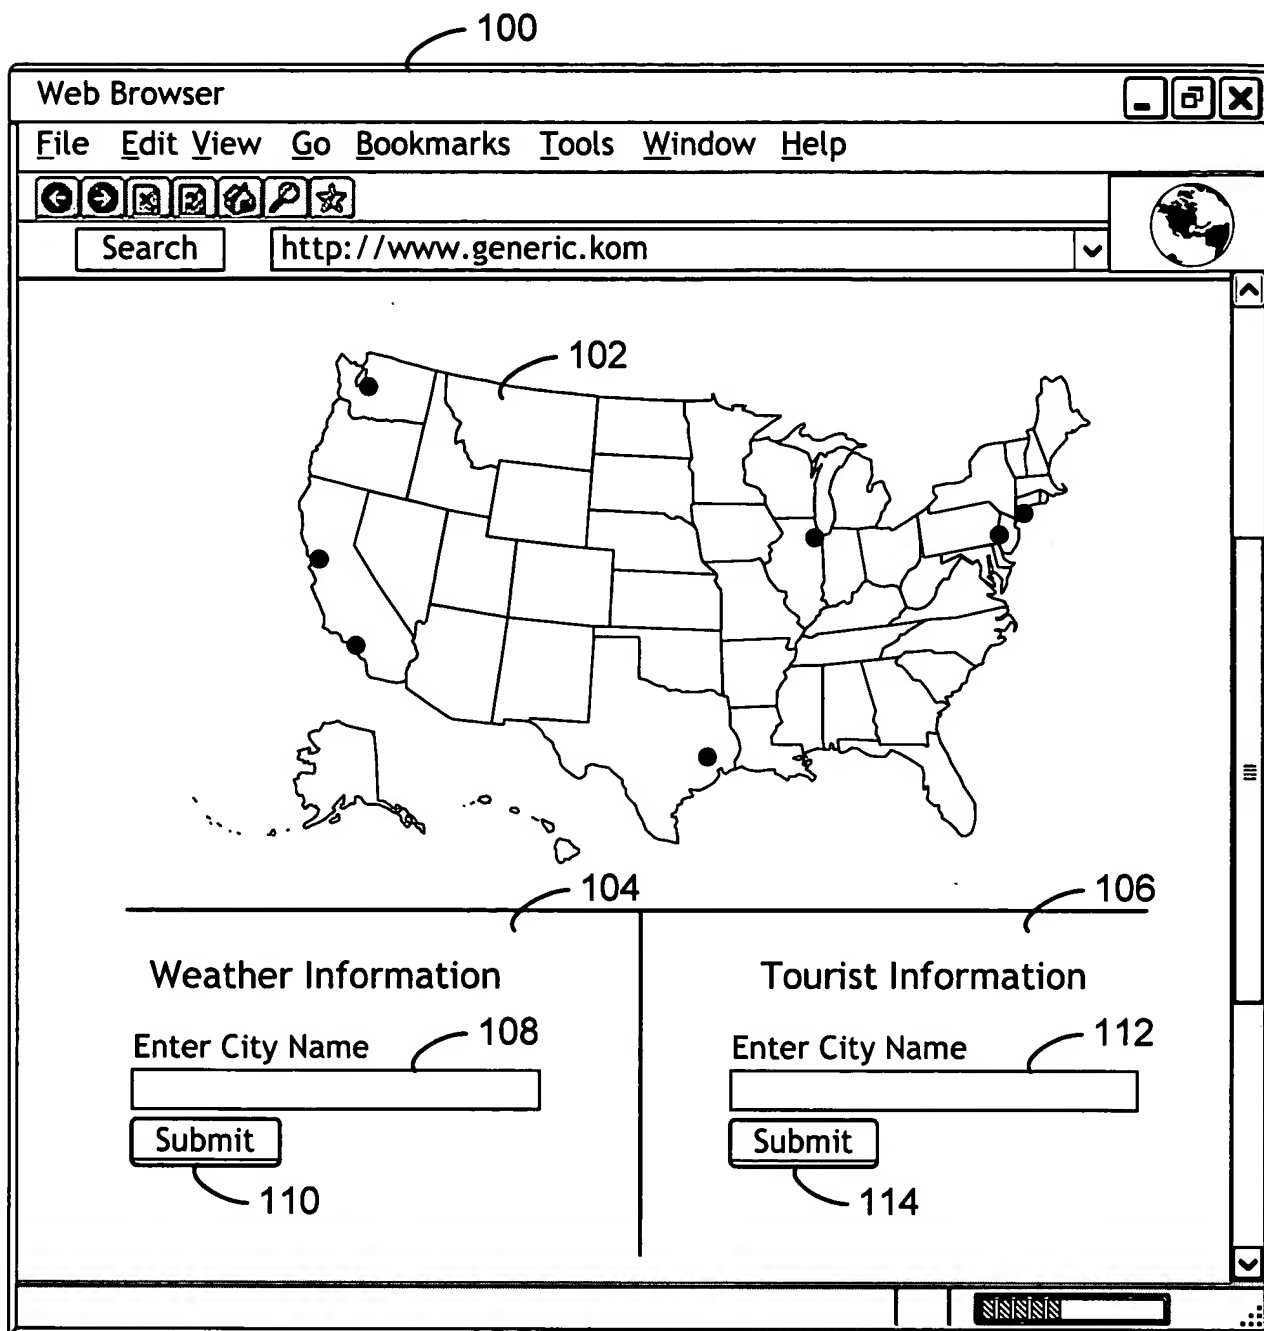 100
Web Browser
File Edit View Go Bookmarks Tools Window Help
Search http://www.generic.kom
102
104 106
Weather Information Tourist Information
Enter City Name 108 Enter City Name 112
Submit Submit
110 114